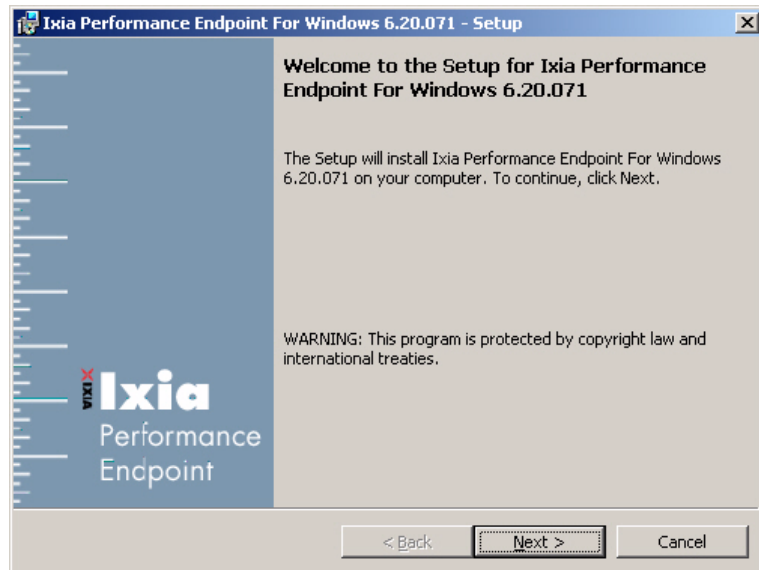 Ixia Performance Endpoint For Windows 6.20.071 - Setup
Welcome to the Setup for Ixia Performance
Endpoint For Windows 6.20.071
The Setup will install Ixia Performance Endpoint For Windows
6.20.071 on your computer. To continue, click Next.
WARNING: This program is protected by copyright law and
international treaties.
IXIA
Ixia
Performance
Endpoint
< Back
Next >
Cancel